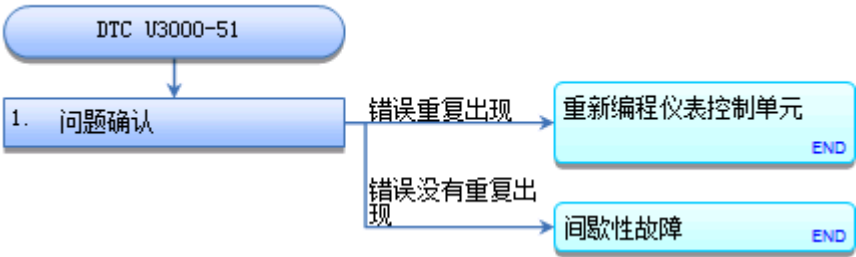 DTC U3000-51
1. 问题确认
错误重复出现
重新编程仪表控制单元
END
错误没有重复出
现
间歇性故障
END